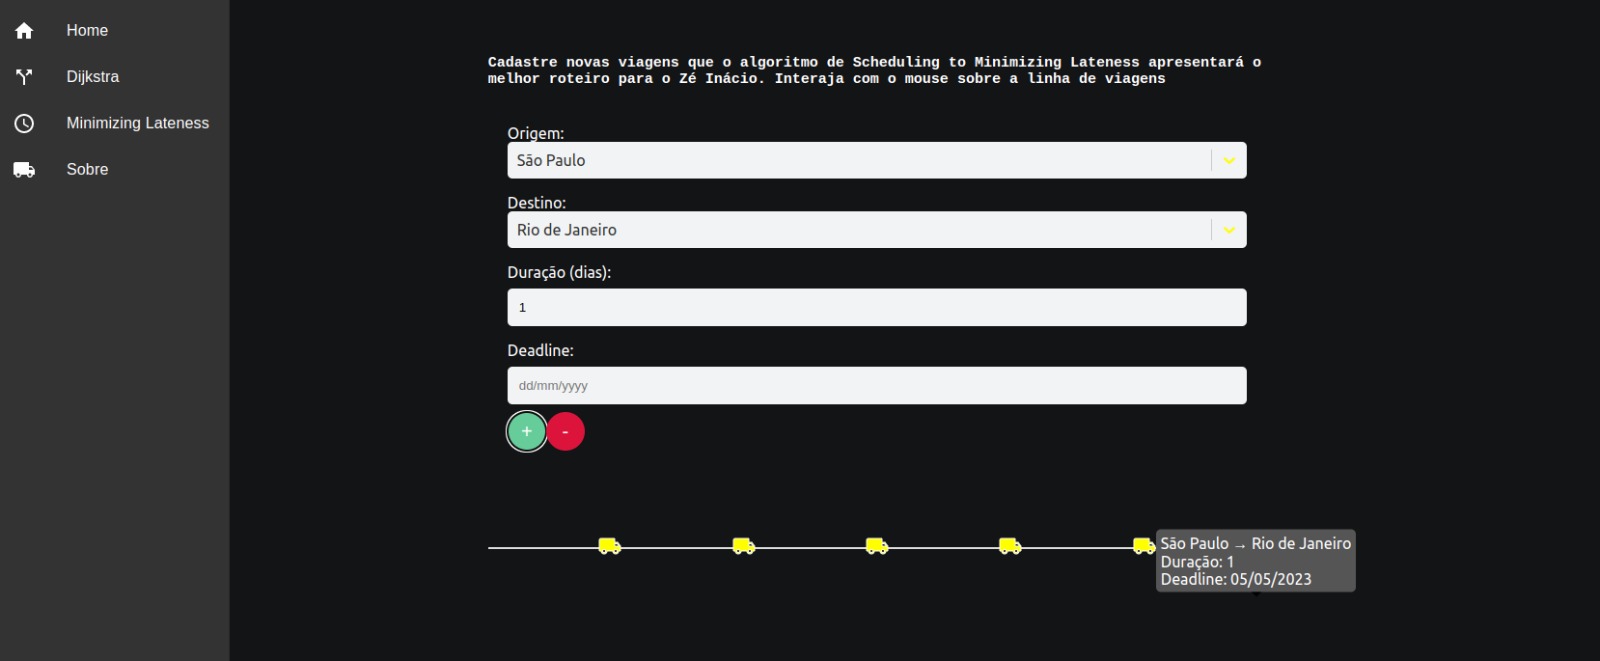 Home
Dijkstra
Minimizing Lateness
Sobre
Cadastre novas viagens que o algoritmo de Scheduling to Minimizing Lateness apresentará o
melhor roteiro para o Zé Inácio. Interaja com o mouse sobre a linha de viagens
Origem:
São Paulo
Destino:
Rio de Janeiro
Duração (dias):
1
Deadline:
dd/mm/yyyy
+ -
São Paulo → Rio de Janeiro
Duração: 1
Deadline: 05/05/2023